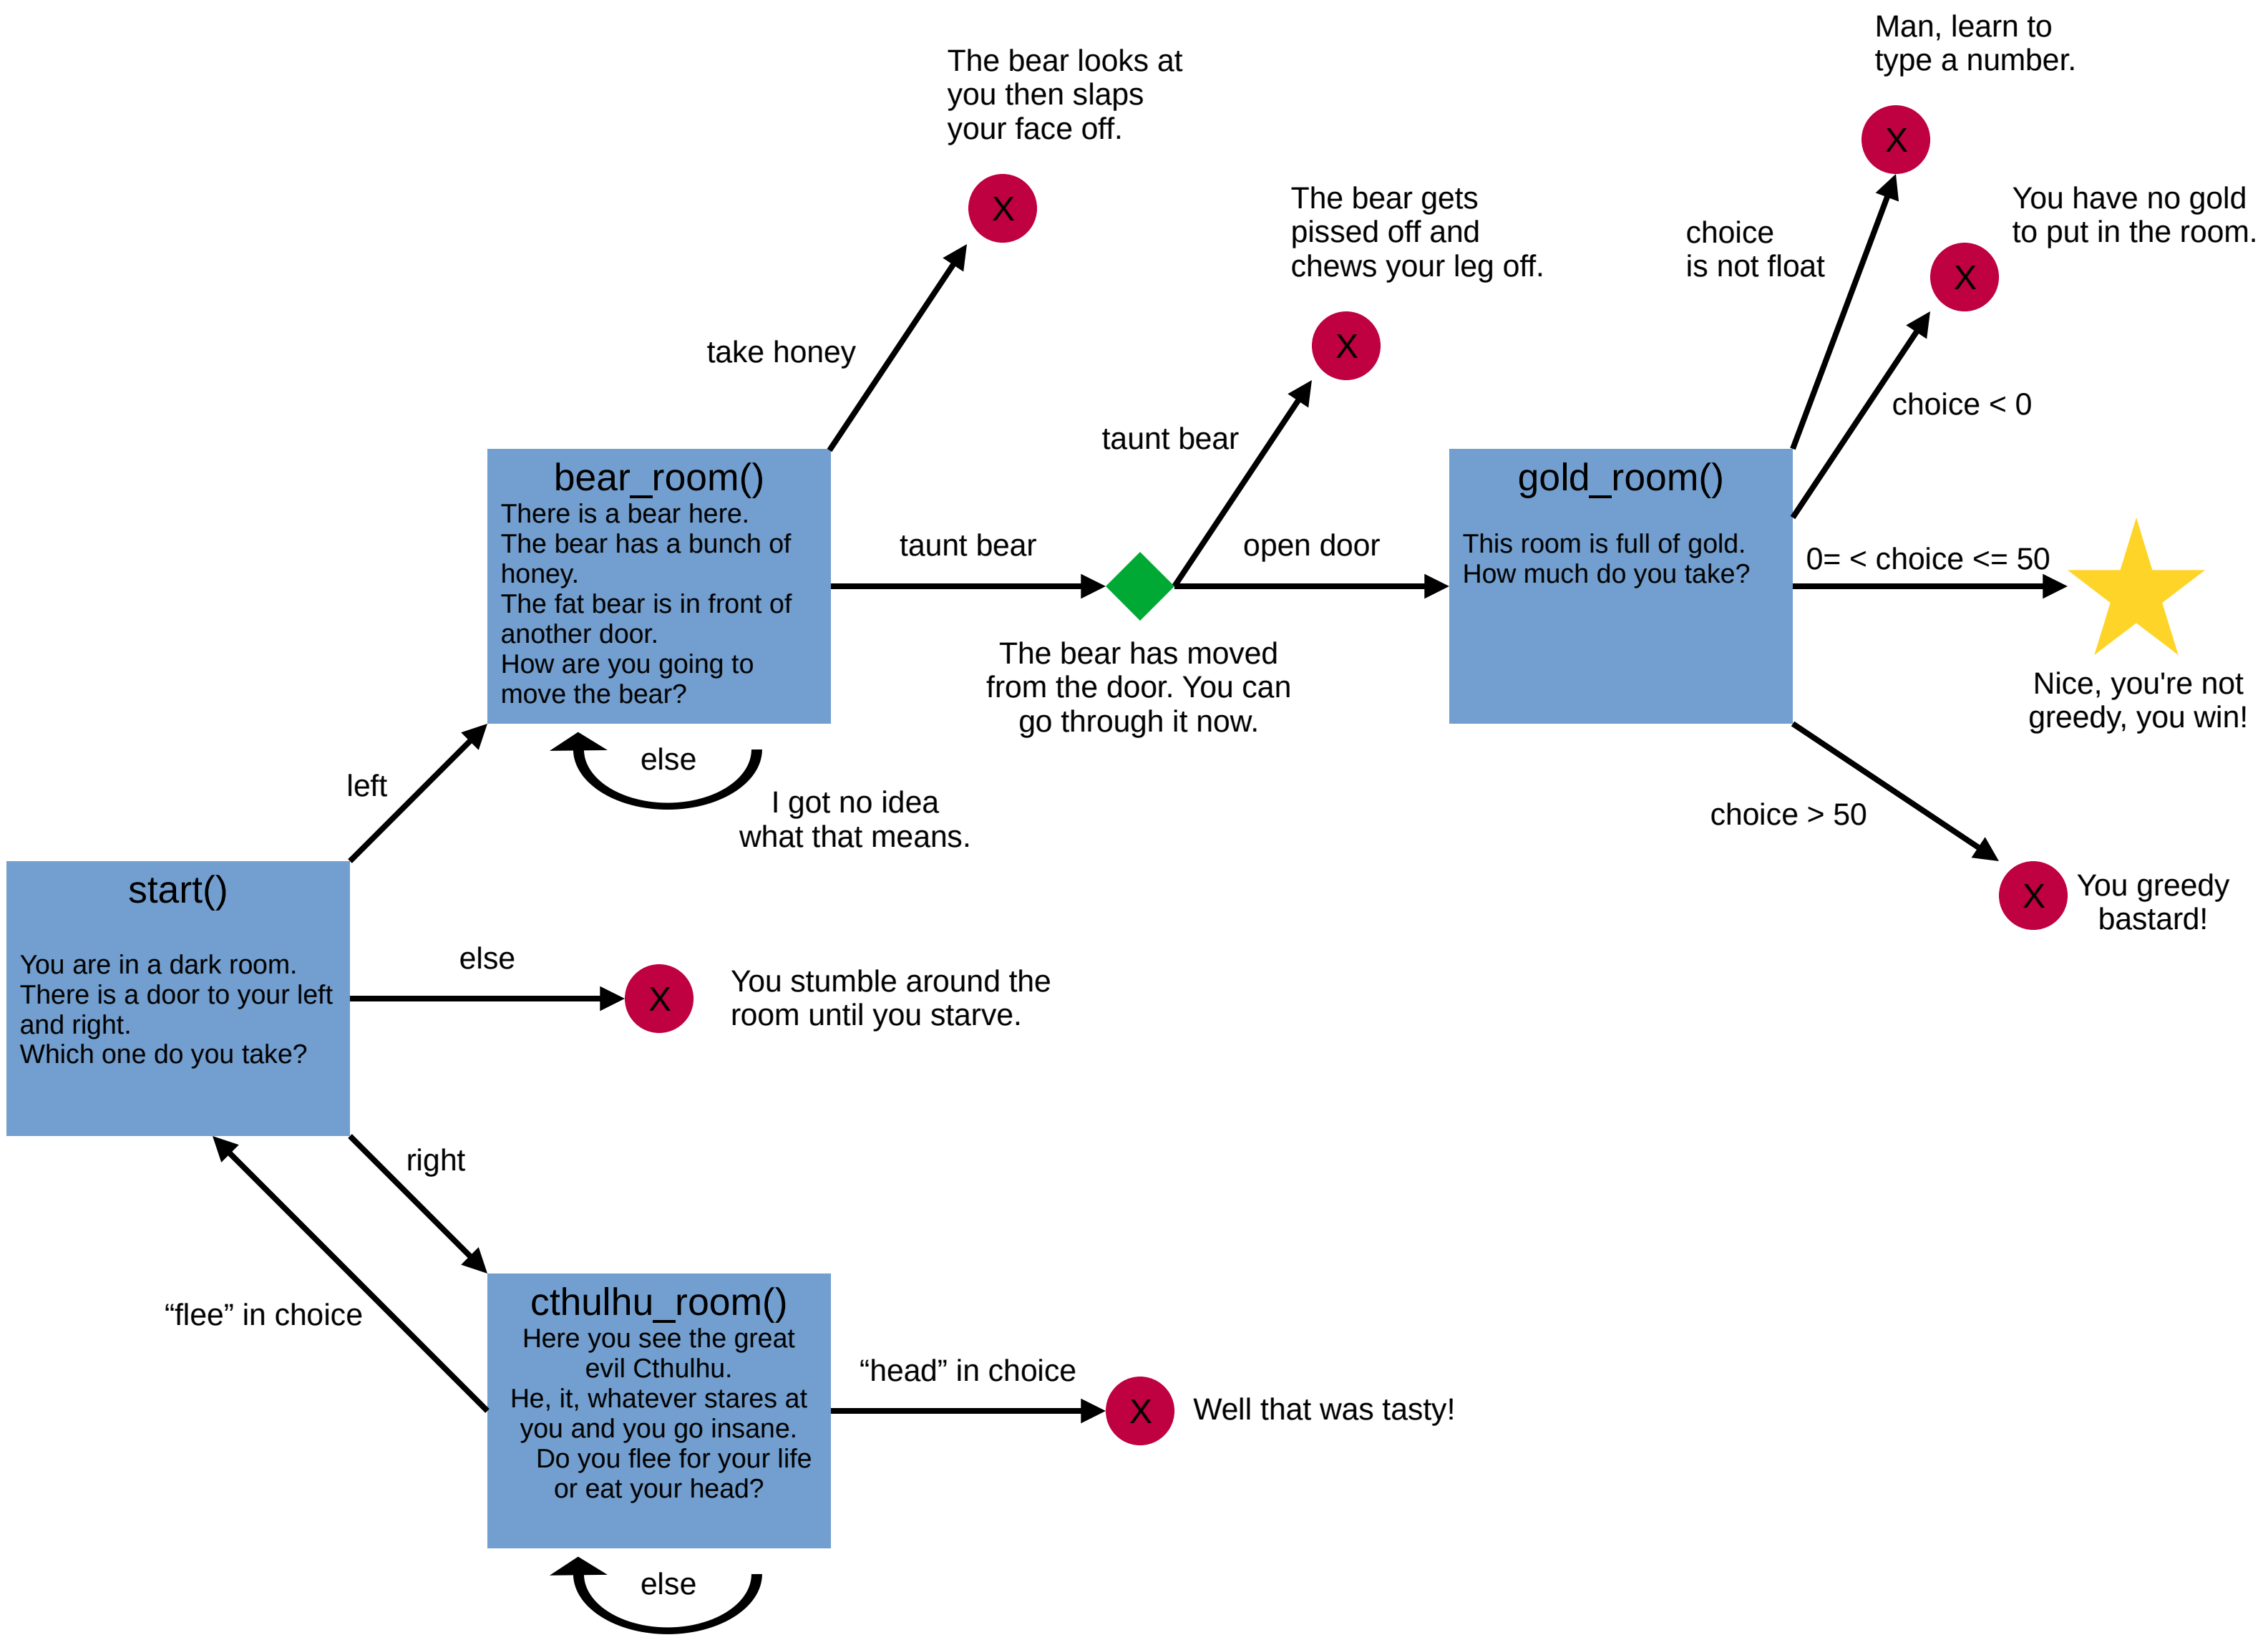 Man, learn to
type a number.
The bear looks at
you then slaps
your face off.
X
X
The bear gets
pissed off and
chews your leg off.
You have no gold
to put in the room.
choice
is not float
X
X
take honey
choice < 0
taunt bear
bear_room()
There is a bear here.
The bear has a bunch of
honey.
The fat bear is in front of
another door.
How are you going to
move the bear?
taunt bear
open door
gold_room()
This room is full of gold.
How much do you take?
0= < choice <= 50
The bear has moved
from the door. You can
go through it now.
Nice, you're not
greedy, you win!
else
I got no idea
what that means.
left
choice > 50
X
You greedy
bastard!
start()
You are in a dark room.
There is a door to your left
and right.
Which one do you take?
else
X
You stumble around the
room until you starve.
right
“flee” in choice
cthulhu_room()
Here you see the great
evil Cthulhu.
He, it, whatever stares at
you and you go insane.
Do you flee for your life
or eat your head?
“head” in choice
X
Well that was tasty!
else